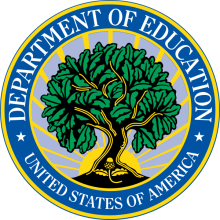 DEPARTMENT OF EDUCATION
UNITED STATES OF AMERICA